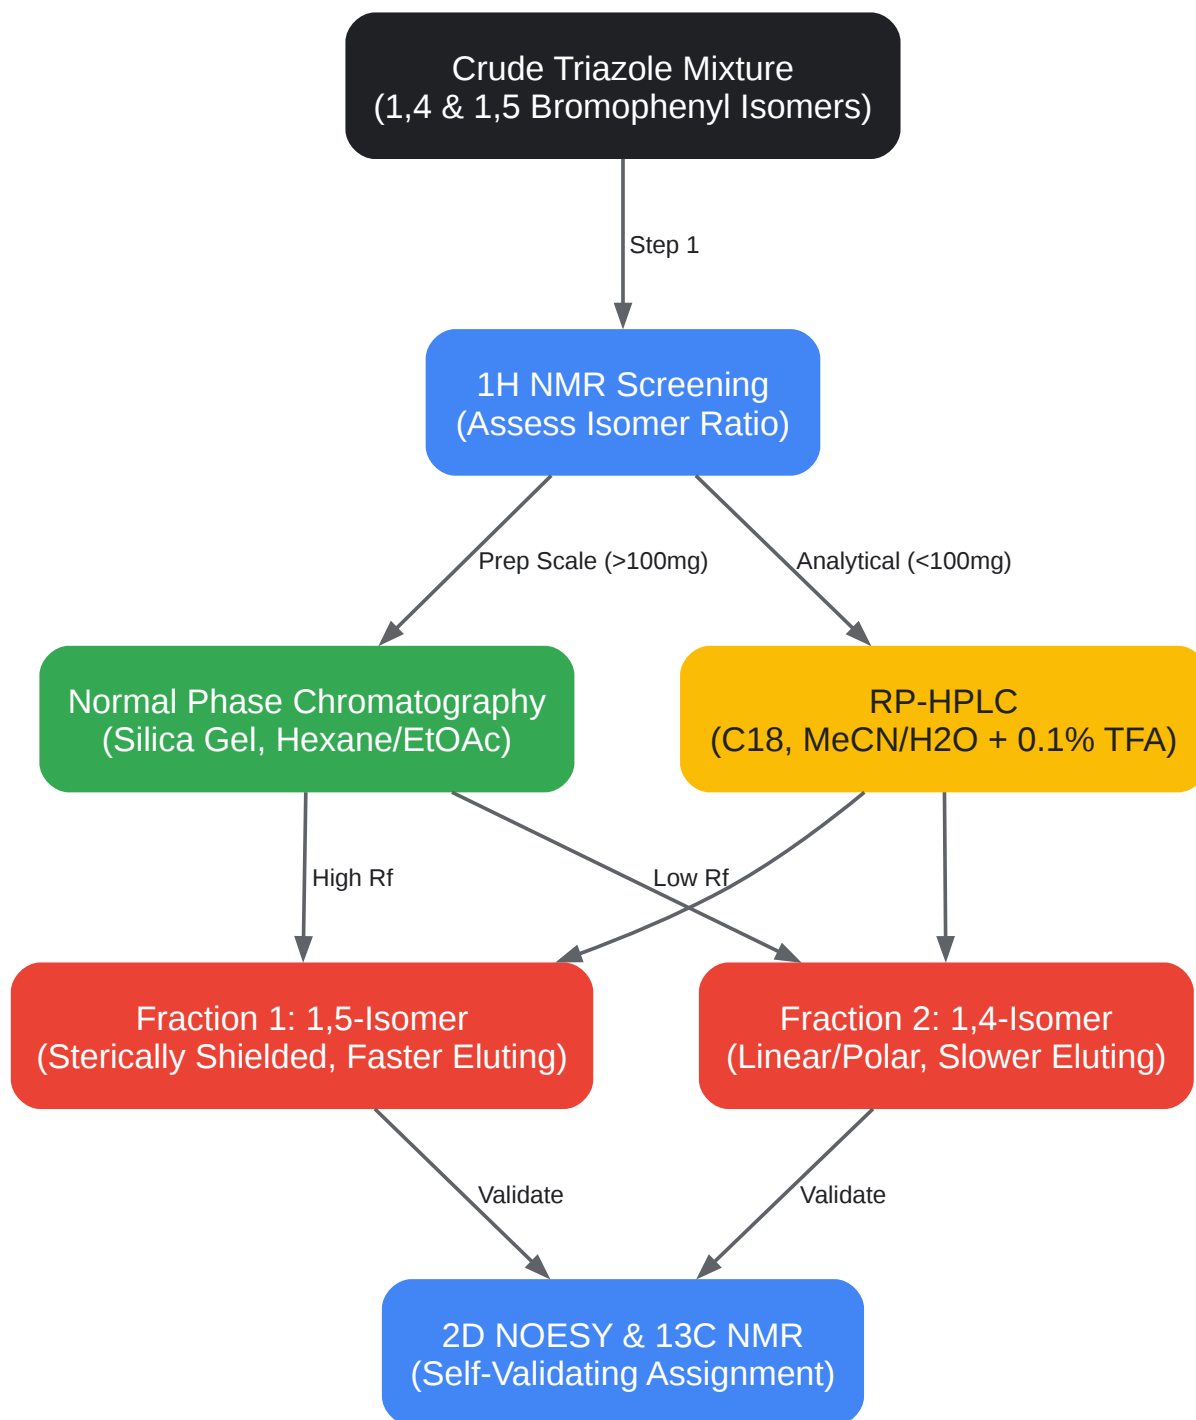 Crude Triazole Mixture
(1,4 & 1,5 Bromophenyl Isomers)
Step 1
1H NMR Screening
(Assess Isomer Ratio)
Prep Scale (>100mg)
Analytical (<100mg)
Normal Phase Chromatography
(Silica Gel, Hexane/EtOAc)
RP-HPLC
(C18, MeCN/H2O + 0.1% TFA)
High Rf
Low Rf
Fraction 1: 1,5-Isomer
(Sterically Shielded, Faster Eluting)
Fraction 2: 1,4-Isomer
(Linear/Polar, Slower Eluting)
Validate
Validate
2D NOESY & 13C NMR
(Self-Validating Assignment)